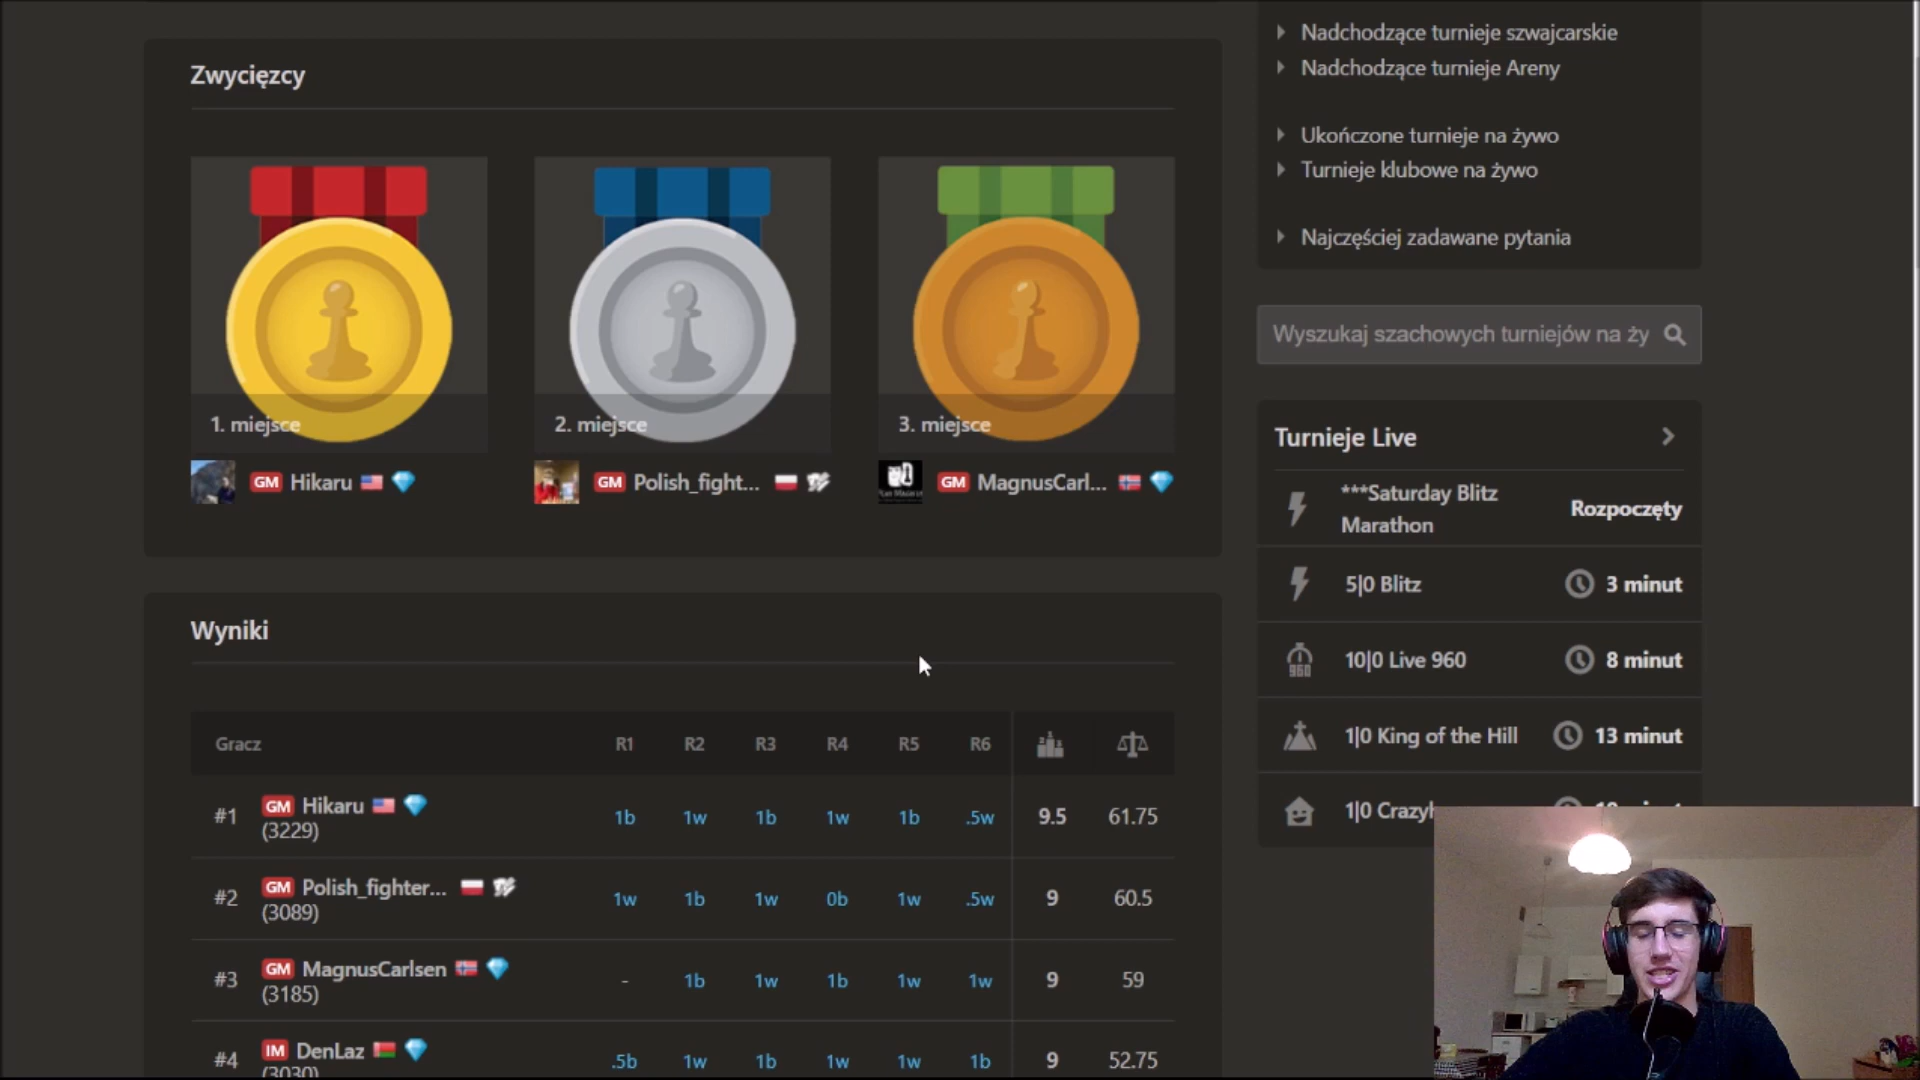 Zwycięzcy
1. miejsce
2. miejsce
3. miejsce
GM Hikaru
GM Polish_fight...
GM MagnusCarl...
Wyniki
Gracz R1 R2 R3 R4 R5 R6
#1 GM Hikaru (3229) 1b 1w 1b 1w 1b .5w 9.5 61.75
#2 GM Polish_fighter... (3089) 1w 1b 1w 0b 1w .5w 9 60.5
#3 GM MagnusCarlsen (3185) - 1b 1w 1b 1w 1w 9 59
#4 IM DenLaz (3030) .5b 1w 1b 1w 1w 1b 9 52.75
Nadchodzące turnieje szwajcarskie
Nadchodzące turnieje Areny
Ukończone turnieje na żywo
Turnieje klubowe na żywo
Najczęściej zadawane pytania
Wyszukaj szachowych turniejów na ży
Turnieje Live
***Saturday Blitz
Marathon
Rozpoczęty
5|0 Blitz 3 minut
960 10|0 Live 960 8 minut
1|0 King of the Hill 13 minut
1|0